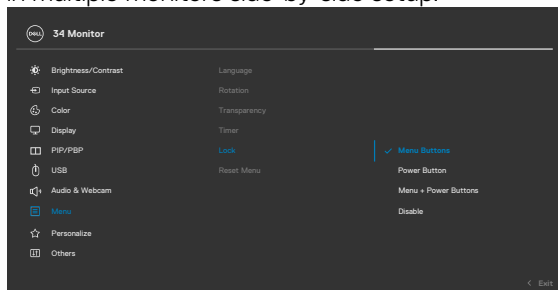 in multiple monitors side-by-side setup.
DELL 34 Monitor
Brightness/Contrast Language
Input Source Rotation
Color Transparency
Display Timer
PIP/PBP Lock Menu Buttons
USB Reset Menu Power Button
Audio & Webcam Menu + Power Buttons
Menu Disable
Personalize
Others
Exit